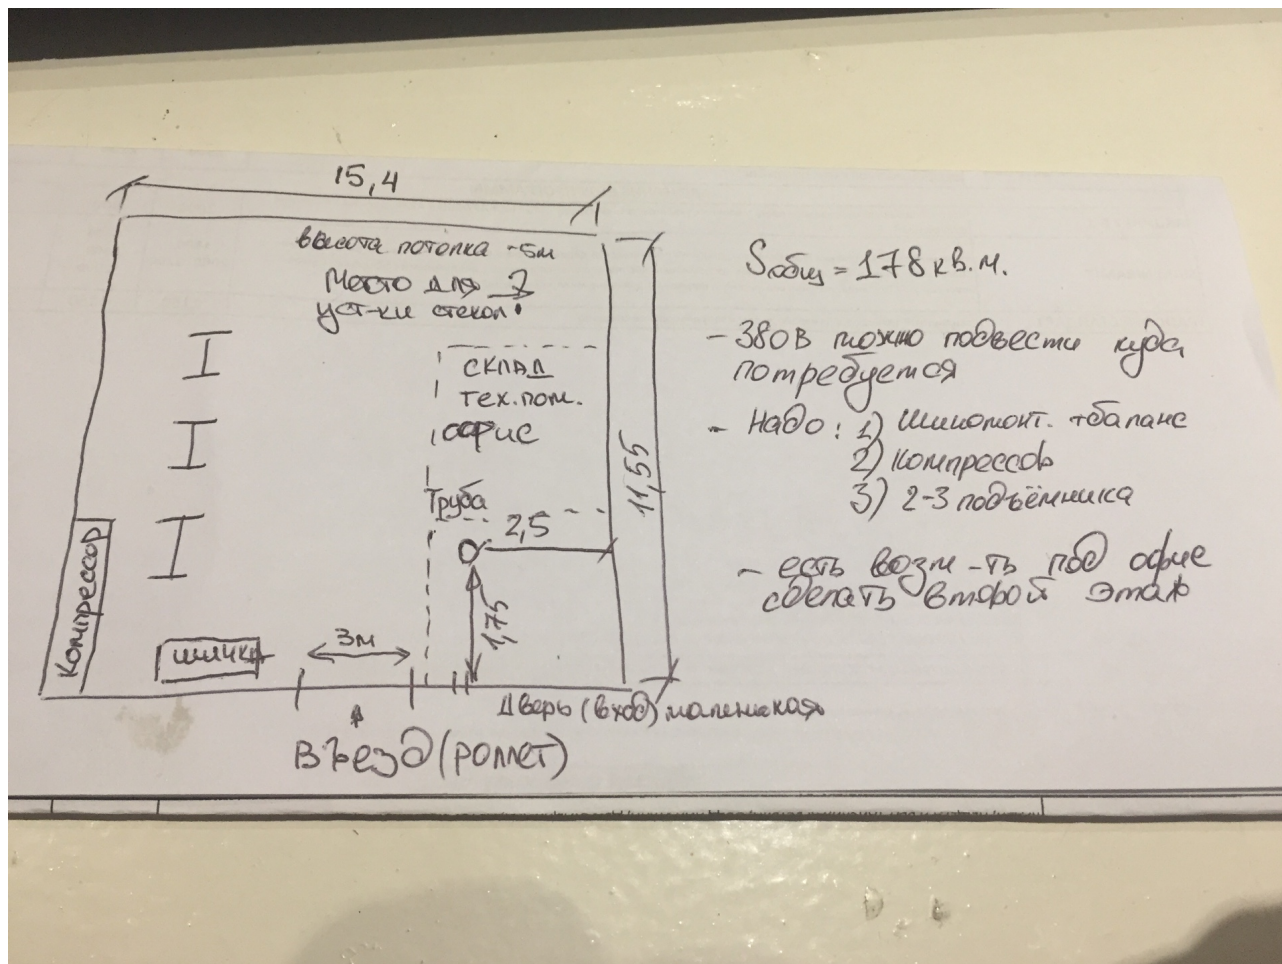 15,4
высота потолка -5м
Место для ?
уст-ки стекол
склад
тех.пом.
офис
Труба
2,5
1,75
11,55
Компрессор
шинка
3м
Дверь (вход) маленькая
Въезд (роллет)
Sобщ = 178 кв.м.
- 380В можно подвести куда
потребуется
- Надо: 1) Шиномонт. +баланс
2) Компрессор
3) 2-3 подъёмника
- есть возм-ть под офис
сделать второй этаж